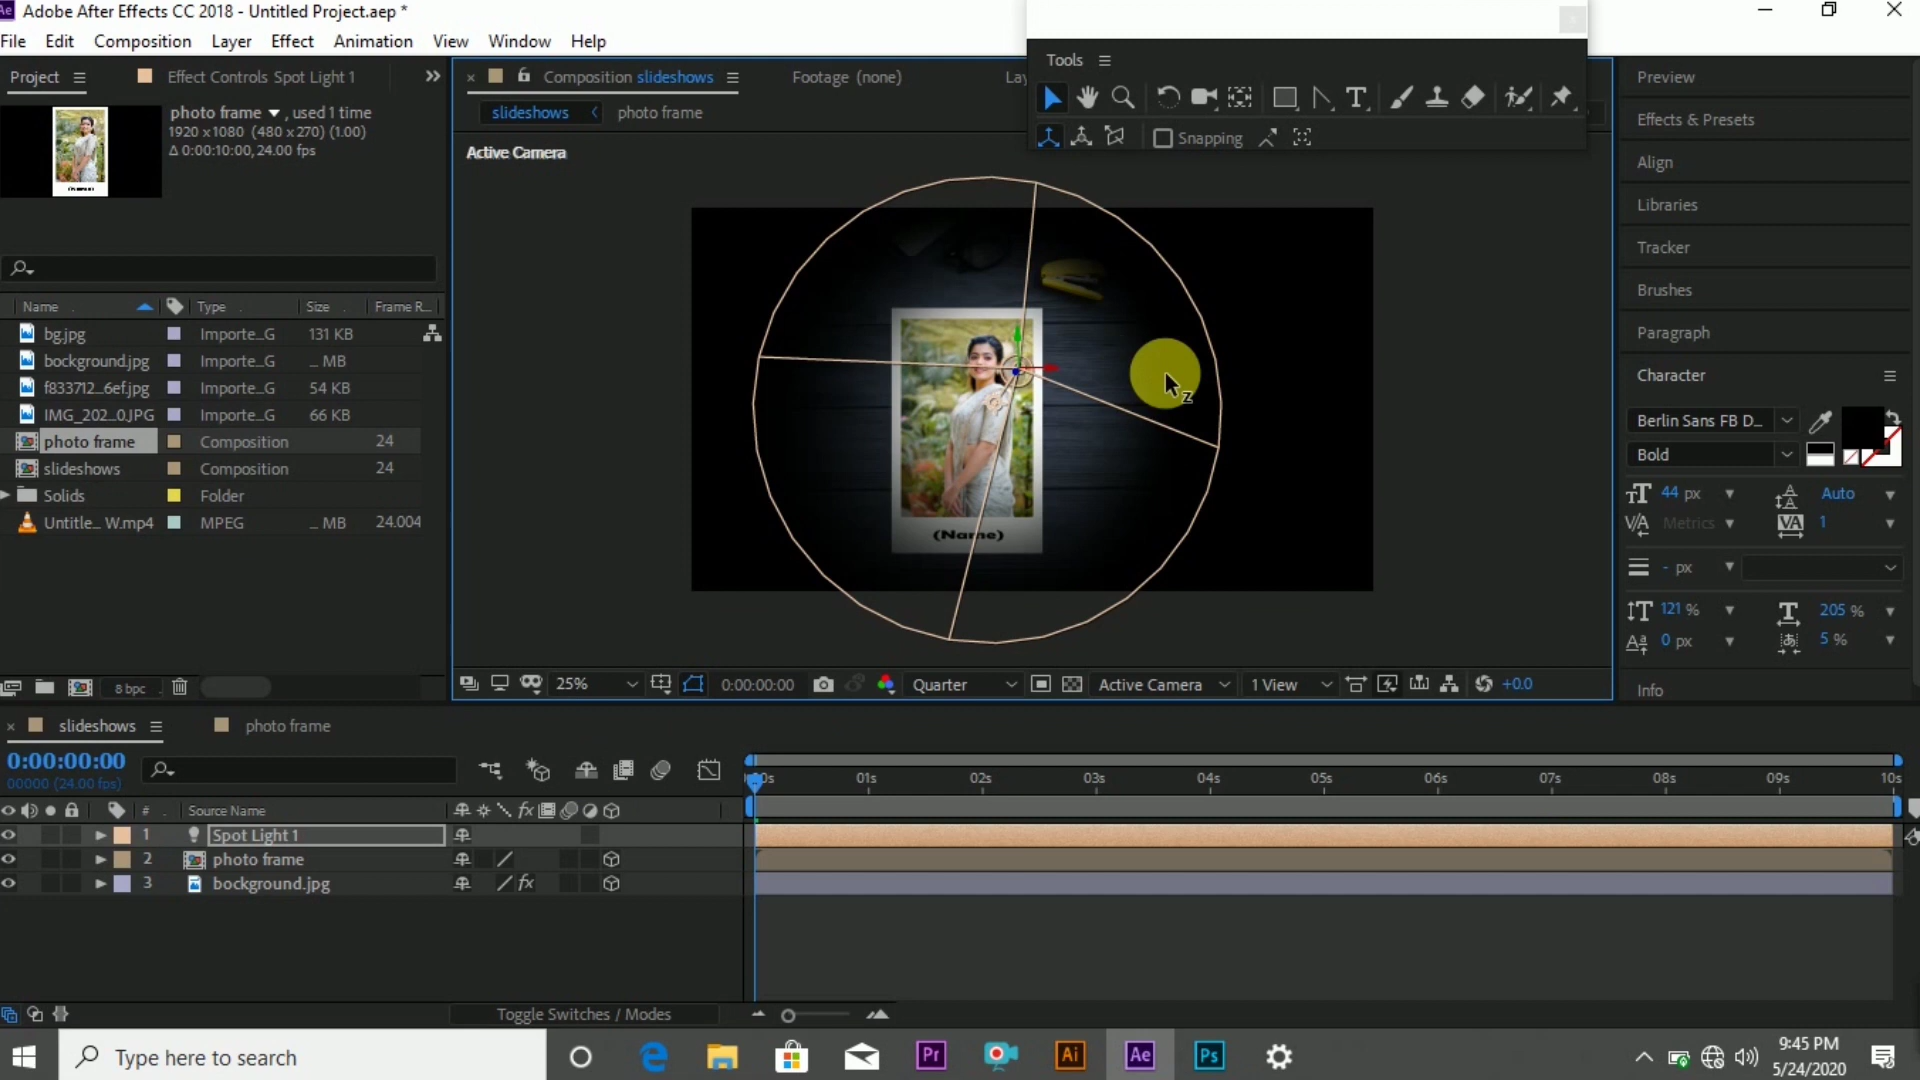 Ae Adobe After Effects CC 2018 - Untitled Project.aep *
File Edit Composition Layer Effect Animation View Window Help
Tools
Project Effect Controls Spot Light 1
Composition slideshows Footage (none)
slideshows photo frame
Snapping
photo frame , used 1 time
1920 x 1080 (480 x 270) (1.00)
Δ 0:00:10:00, 24.00 fps
Active Camera
Name Type Size Frame R...
bg.jpg Importe...G 131 KB
bockground.jpg Importe...G ... MB
f833712...6ef.jpg Importe...G 54 KB
IMG_202...0.JPG Importe...G 66 KB
photo frame Composition 24
slideshows Composition 24
Solids Folder
Untitle... W.mp4 MPEG ... MB 24.004
8 bpc
(Name)
25% 0:00:00:00 Quarter Active Camera 1 View +0.0
Preview
Effects & Presets
Align
Libraries
Tracker
Brushes
Paragraph
Character
Berlin Sans FB D...
Bold
44 px Auto
Metrics 1
- px
121 % 205 %
0 px 5 %
Info
slideshows photo frame
0:00:00:00
00000 (24.00 fps)
01s 02s 03s 04s 05s 06s 07s 08s 09s 10s
# Source Name
1 Spot Light 1
2 photo frame
3 bockground.jpg fx
Toggle Switches / Modes
Type here to search
Pr Ai Ae Ps
9:45 PM
5/24/2020